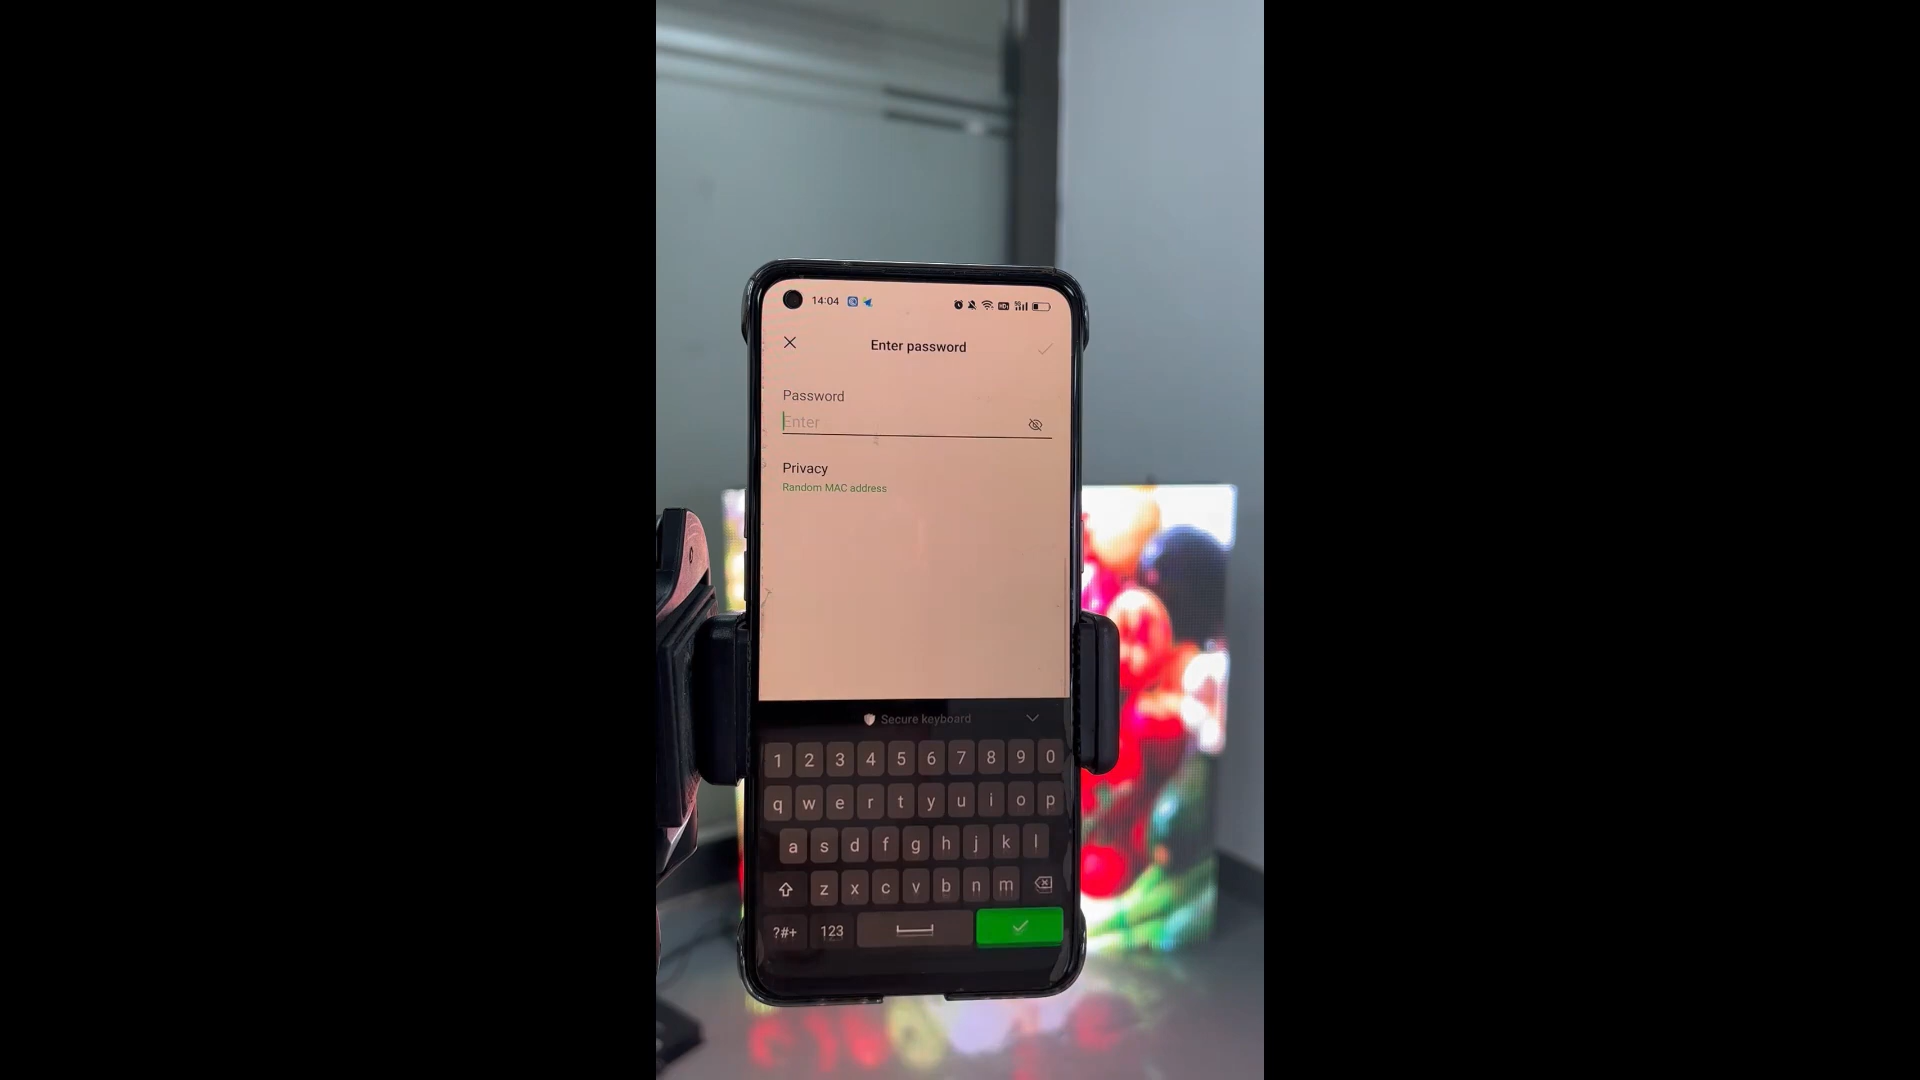 14:04
Enter password
Password
Enter
Privacy
Random MAC address
Secure keyboard
1 2 3 4 5 6 7 8 9 0
q w e r t y u i o p
a s d f g h j k l
z x c v b n m
?#+ 123